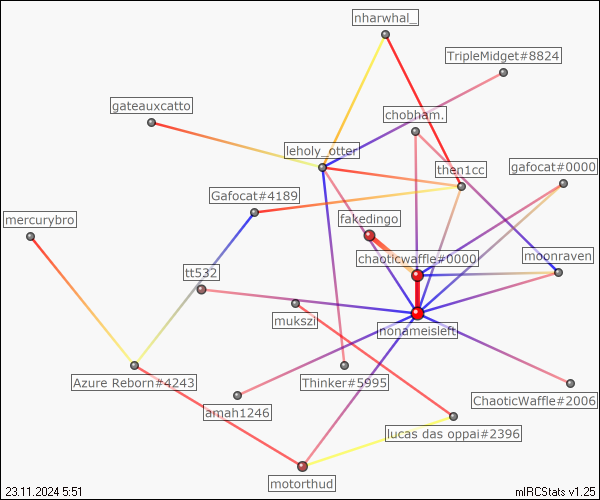 nharwhal_
TripleMidget#8824
gateauxcatto
chobham.
leholy_otter
then1cc
gafocat#0000
Gafocat#4189
fakedingo
mercurybro
chaoticwaffle#0000
moonraven
tt532
mukszi
nonameisleft
Azure Reborn#4243
Thinker#5995
ChaoticWaffle#2006
amah1246
lucas das oppai#2396
motorthud
23.11.2024 5:51
mIRCStats v1.25